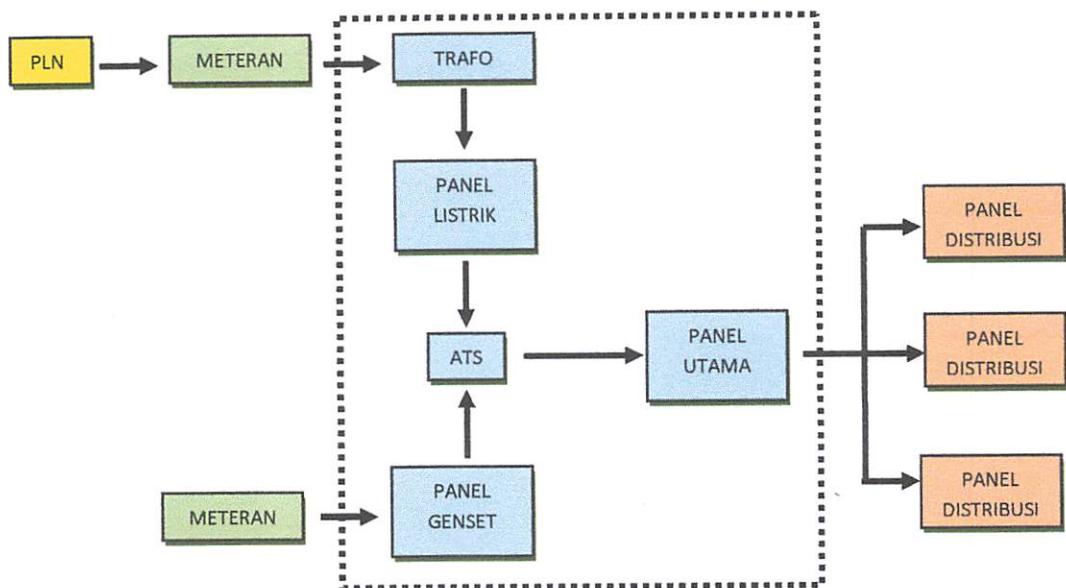 PLN
METERAN
TRAFO
PANEL
LISTRIK
ATS
PANEL
UTAMA
PANEL
DISTRIBUSI
PANEL
DISTRIBUSI
PANEL
DISTRIBUSI
METERAN
PANEL
GENSET